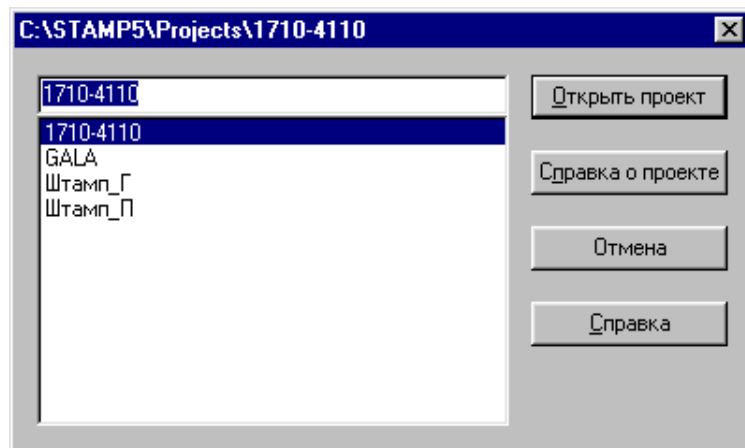 C:\STAMP5\Projects\1710-4110
1710-4110
1710-4110
GALA
Штамп_Г
Штамп_П
Открыть проект
Справка о проекте
Отмена
Справка